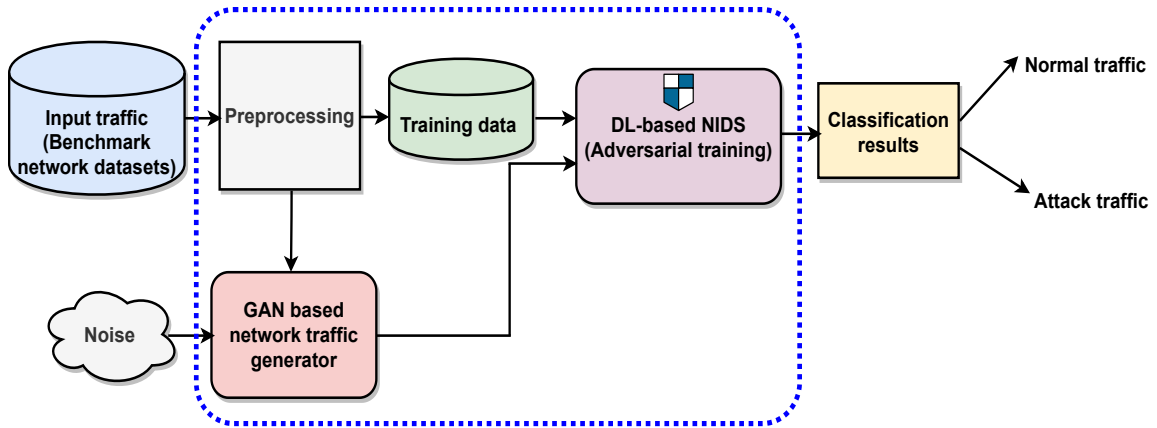 Input traffic
(Benchmark
network datasets)
Preprocessing
Training data
DL-based NIDS
(Adversarial training)
Classification
results
Normal traffic
Attack traffic
Noise
GAN based
network traffic
generator